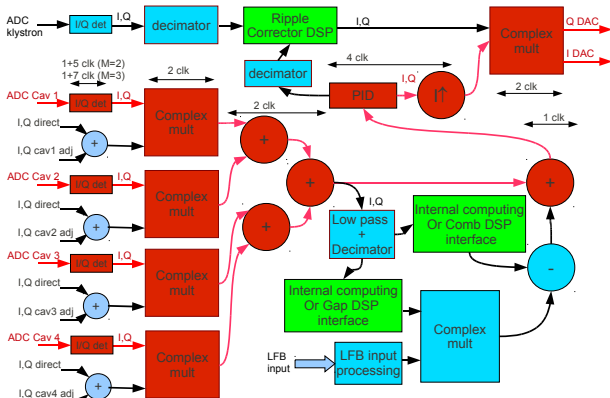 ADC
klystron
I/Q det
I,Q
decimator
Ripple
Corrector DSP
I,Q
Complex
mult
Q DAC
I DAC
1+5 clk (M=2)
1+7 clk (M=3)
2 clk
decimator
4 clk
PID
I,Q
I↑
2 clk
1 clk
ADC Cav 1
I/Q det
I,Q
Complex
mult
I,Q direct
+
I,Q cav1 adj
2 clk
+
ADC Cav 2
I/Q det
I,Q
Complex
mult
I,Q direct
+
I,Q cav2 adj
+
I,Q
+
+
Low pass
+
Decimator
Internal computing
Or Comb DSP
interface
-
ADC Cav 3
I/Q det
I,Q
Complex
mult
I,Q direct
+
I,Q cav3 adj
Internal computing
Or Gap DSP
interface
Complex
mult
ADC Cav 4
I/Q det
I,Q
Complex
mult
I,Q direct
+
I,Q cav4 adj
LFB
input
LFB input
processing